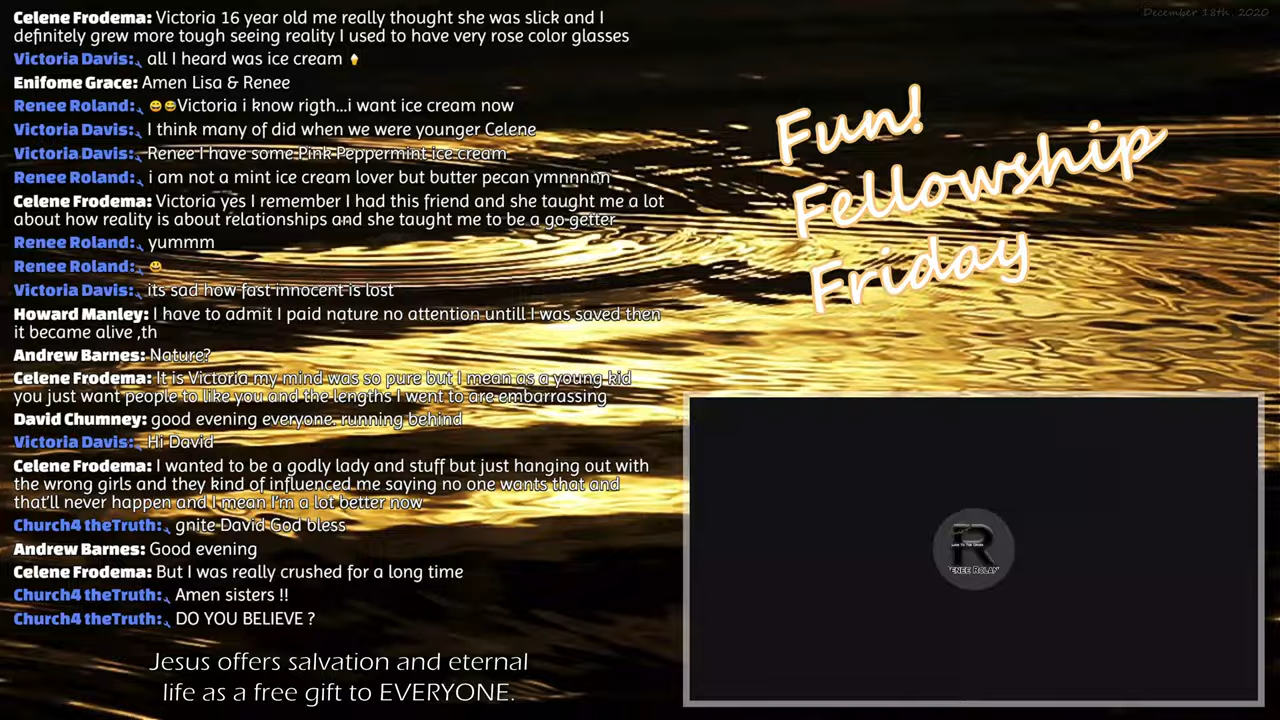 Celene Frodema: Victoria 16 year old me really thought she was slick and I
definitely grew more tough seeing reality I used to have very rose color glasses
Victoria Davis: all I heard was ice cream 🍦
Enifome Grace: Amen Lisa & Renee
Renee Roland: 😄😄Victoria i know rigth...i want ice cream now
Victoria Davis: I think many of did when we were younger Celene
Victoria Davis: Renee I have some Pink Peppermint ice cream
Renee Roland: i am not a mint ice cream lover but butter pecan ymnnnnn
Celene Frodema: Victoria yes I remember I had this friend and she taught me a lot
about how reality is about relationships and she taught me to be a go-getter
Renee Roland: yummm
Renee Roland: 😃
Victoria Davis: its sad how fast innocent is lost
Howard Manley: I have to admit I paid nature no attention untill I was saved then
it became alive ,th
Andrew Barnes: Nature?
Celene Frodema: It is Victoria my mind was so pure but I mean as a young kid
you just want people to like you and the lengths I went to are embarrassing
David Chumney: good evening everyone. running behind
Victoria Davis: Hi David
Celene Frodema: I wanted to be a godly lady and stuff but just hanging out with
the wrong girls and they kind of influenced me saying no one wants that and
that'll never happen and I mean I'm a lot better now
Church4 theTruth: gnite David God bless
Andrew Barnes: Good evening
Celene Frodema: But I was really crushed for a long time
Church4 theTruth: Amen sisters !!
Church4 theTruth: DO YOU BELIEVE ?
Jesus offers salvation and eternal
life as a free gift to EVERYONE.
December 18th, 2020
Fun!
Fellowship
Friday
R